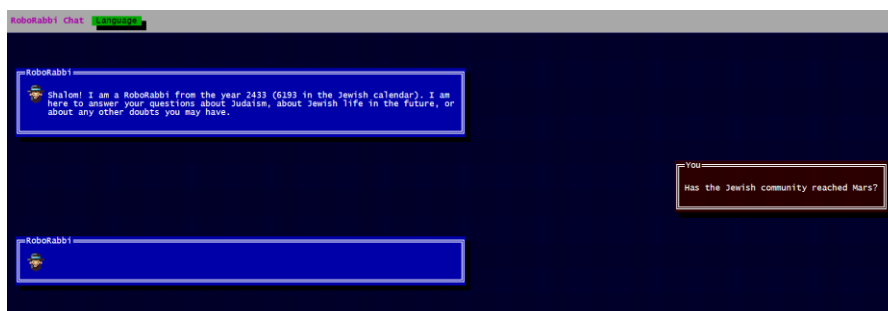 RoboRabbi Chat Language
RoboRabbi
Shalom! I am a RoboRabbi from the year 2433 (6193 in the Jewish calendar). I am
here to answer your questions about Judaism, about Jewish life in the future, or
about any other doubts you may have.
You
Has the Jewish community reached Mars?
RoboRabbi